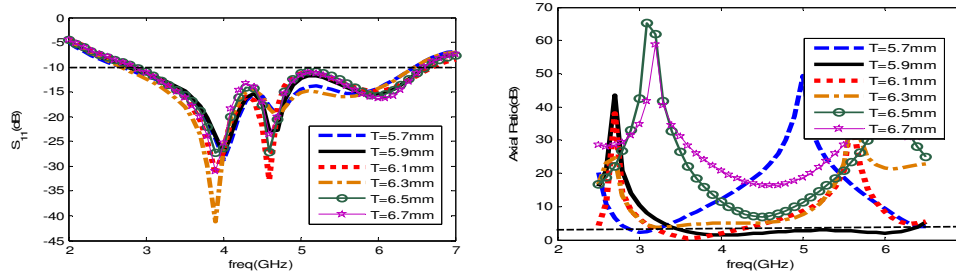 0
-5
-10
-15
-20
-25
-30
-35
-40
-45
S11(dB)
2 3 4 5 6 7
freq(GHz)
T=5.7mm
T=5.9mm
T=6.1mm
T=6.3mm
T=6.5mm
T=6.7mm
70
60
50
40
30
20
10
0
Axial Ratio(dB)
2 3 4 5 6
freq(GHz)
T=5.7mm
T=5.9mm
T=6.1mm
T=6.3mm
T=6.5mm
T=6.7mm